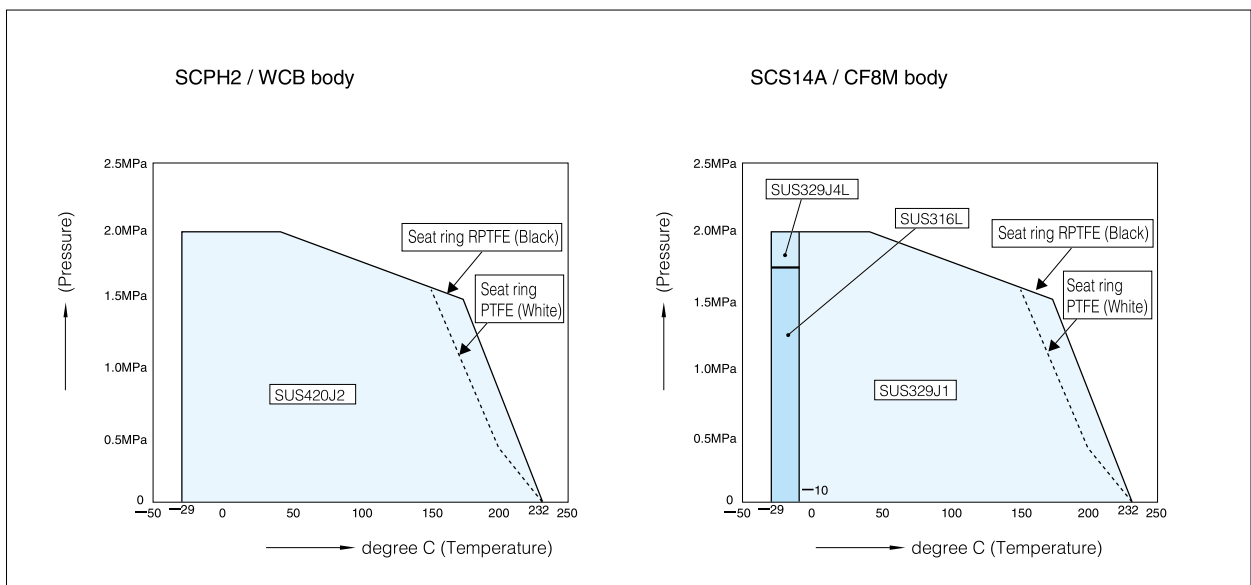 SCPH2 / WCB body
2.5MPa
2.0MPa
1.5MPa
1.0MPa
0.5MPa
0
(Pressure)
Seat ring RPTFE (Black)
Seat ring
PTFE (White)
SUS420J2
−50 −29 0 50 100 150 200 232 250
degree C (Temperature)
SCS14A / CF8M body
2.5MPa
2.0MPa
1.5MPa
1.0MPa
0.5MPa
0
(Pressure)
SUS329J4L
SUS316L
Seat ring RPTFE (Black)
Seat ring
PTFE (White)
SUS329J1
−10
−50 −29 0 50 100 150 200 232 250
degree C (Temperature)